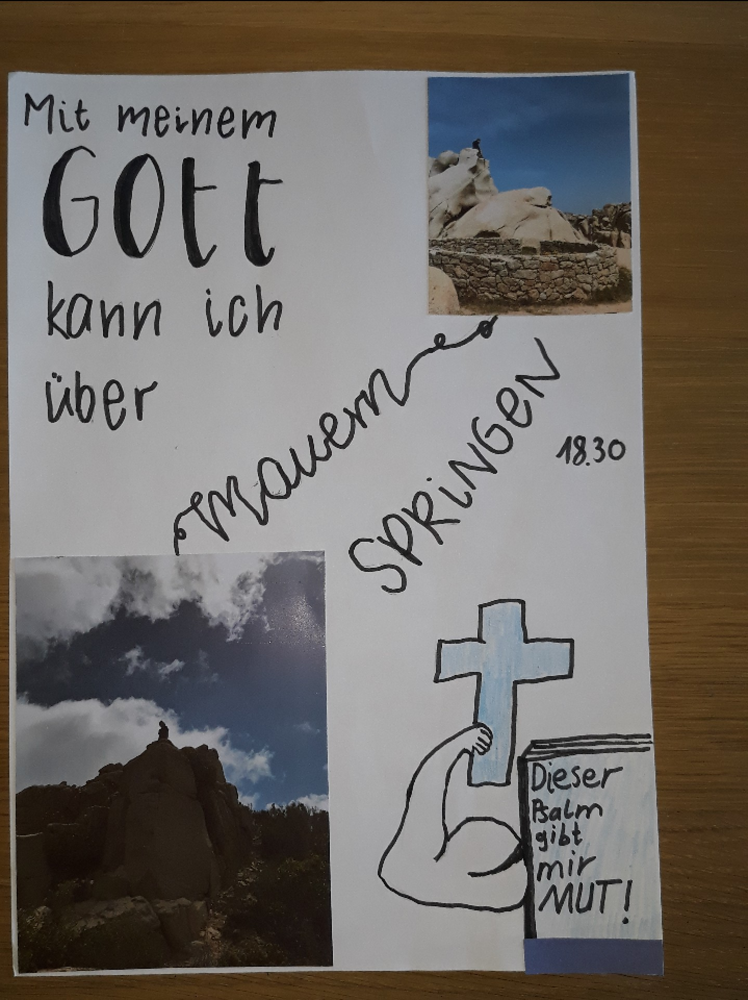 Mit meinem
GOtt
kann ich
über
Mauern
SPRiNGeN
18.30
Dieser
Psalm
gibt
mir
MUT!